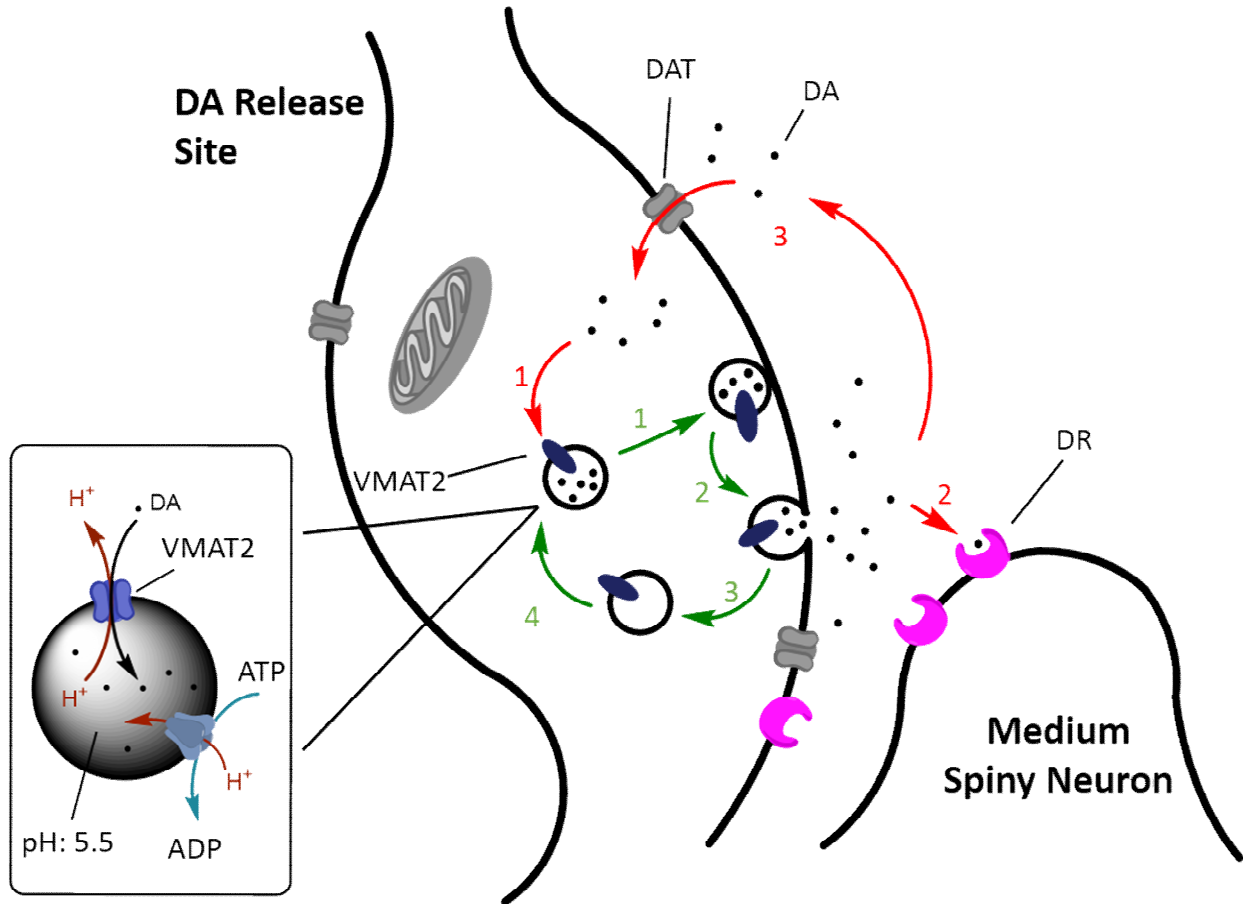 DA Release
Site
DAT
DA
3
1
1
VMAT2
2
DR
2
3
4
H⁺
DA
VMAT2
H⁺
ATP
H⁺
pH: 5.5
ADP
Medium
Spiny Neuron